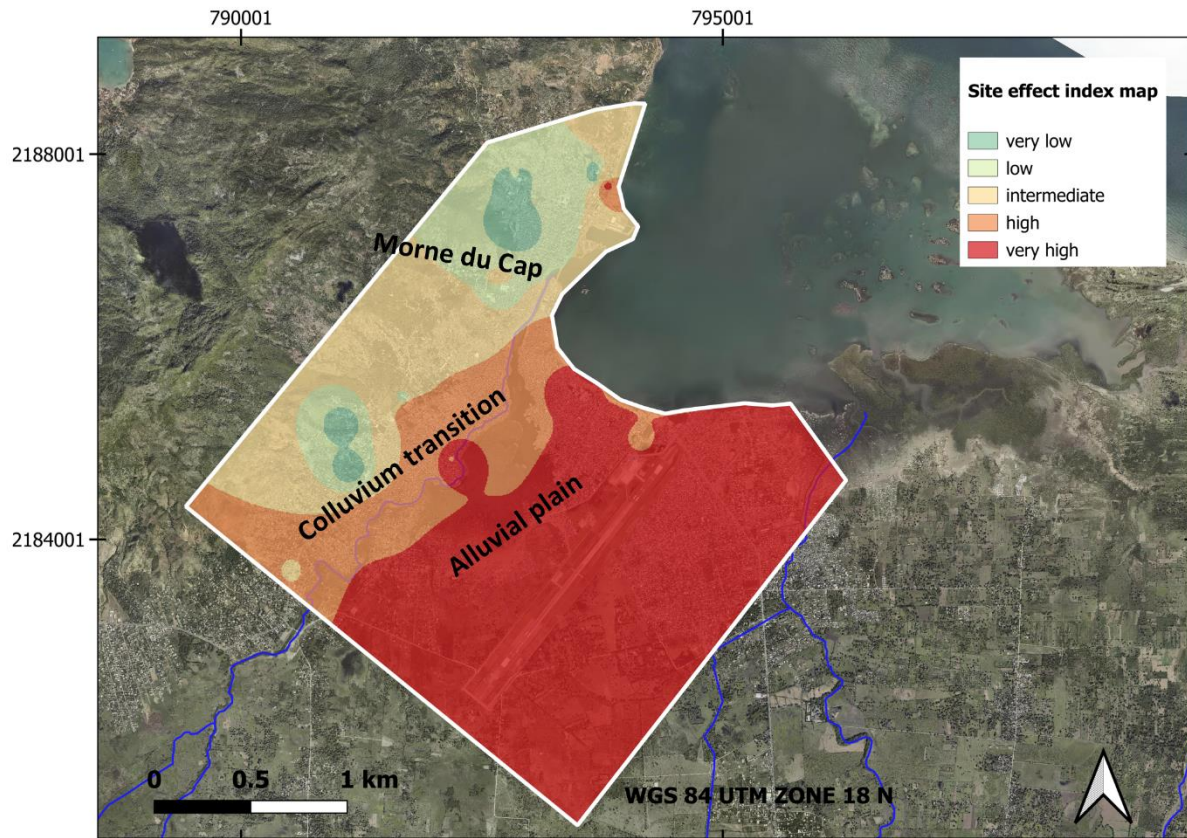 790001
795001
2188001
2184001
Site effect index map
very low
low
intermediate
high
very high
Morne du Cap
Colluvium transition
Alluvial plain
0 0.5 1 km
WGS 84 UTM ZONE 18 N